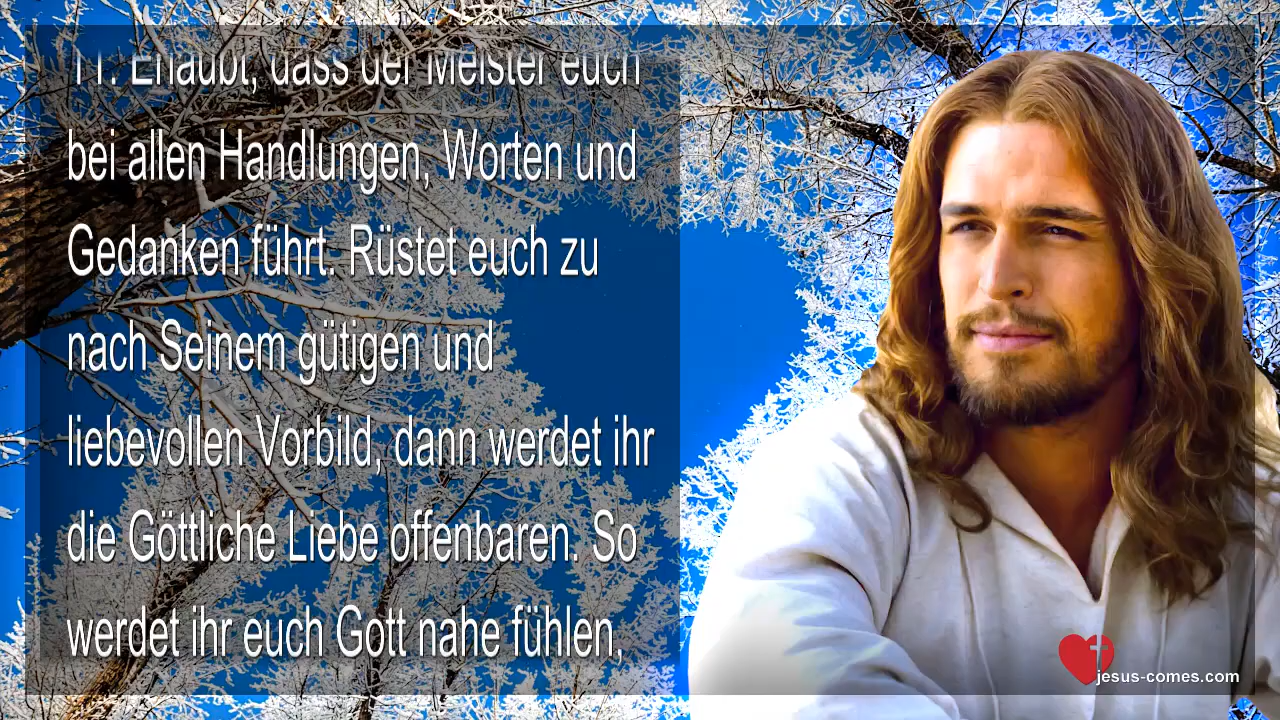 11. Erlaubt, dass der Meister euch
bei allen Handlungen, Worten und
Gedanken führt. Rüstet euch zu
nach Seinem gütigen und
liebevollen Vorbild, dann werdet ihr
die Göttliche Liebe offenbaren. So
werdet ihr euch Gott nahe fühlen,
jesus-comes.com